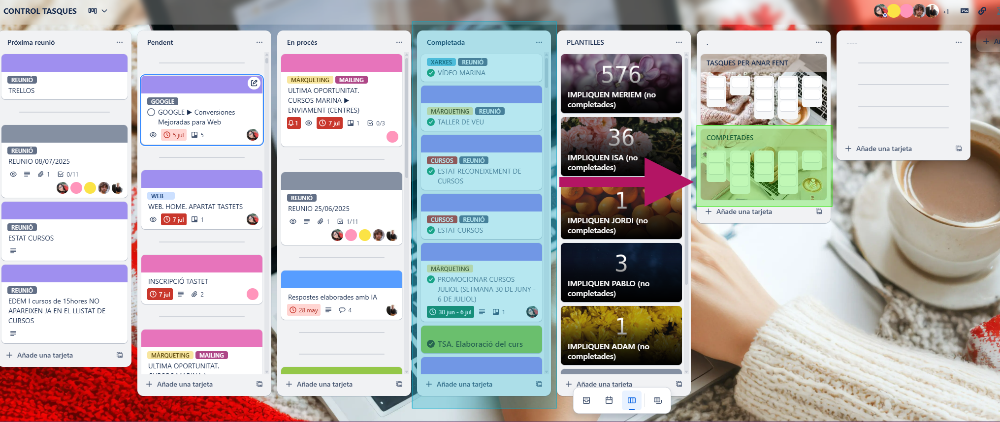 CONTROL TASQUES
+1
756
Pròxima reunió
REUNIÓ
TRELLOS
REUNIÓ
REUNIO 08/07/2025
1
0/11
REUNIÓ
ESTAT CURSOS
REUNIÓ
EDEM I cursos de 15hores NO
APAREIXEN JA EN EL LLISTAT DE
CURSOS
Añade una tarjeta
Pendent
GOOGLE
GOOGLE ▶ Conversiones
Mejoradas para Web
5 jul
5
WEB
WEB. HOME. APARTAT TASTETS
7 jul
1
INSCRIPCIÓ TASTET
7 jul
2
MÀRQUETING MAILING
ULTIMA OPORTUNITAT.
CURSOS MARINA ▶
Añade una tarjeta
En procés
MÀRQUETING MAILING
ULTIMA OPORTUNITAT.
CURSOS MARINA ▶
ENVIAMENT (CENTRES)
1
7 jul
1
0/3
REUNIÓ
REUNIO 25/06/2025
1
1/11
Respostes elaborades amb IA
28 may
4
Añade una tarjeta
Completada
XARXES REUNIÓ
VÍDEO MARINA
MÀRQUETING REUNIÓ
TALLER DE VEU
CURSOS REUNIÓ
ESTAT RECONEIXEMENT DE
CURSOS
CURSOS REUNIÓ
ESTAT CURSOS
MÀRQUETING
PROMOCIONAR CURSOS
JULIOL (SETMANA 30 DE JUNY -
6 DE JULIOL)
30 jun - 6 jul
1
TSA. Elaboració del curs
Añade una tarjeta
PLANTILLES
576
IMPLIQUEN MERIEM (no
completades)
36
IMPLIQUEN ISA (no
completades)
1
IMPLIQUEN JORDI (no
completades)
3
IMPLIQUEN PABLO (no
completades)
1
IMPLIQUEN ADAM (no
completades)
Añade una tarjeta
.
TASQUES PER ANAR FENT
COMPLETADES
Añade una tarjeta
----
Añade una tarjeta